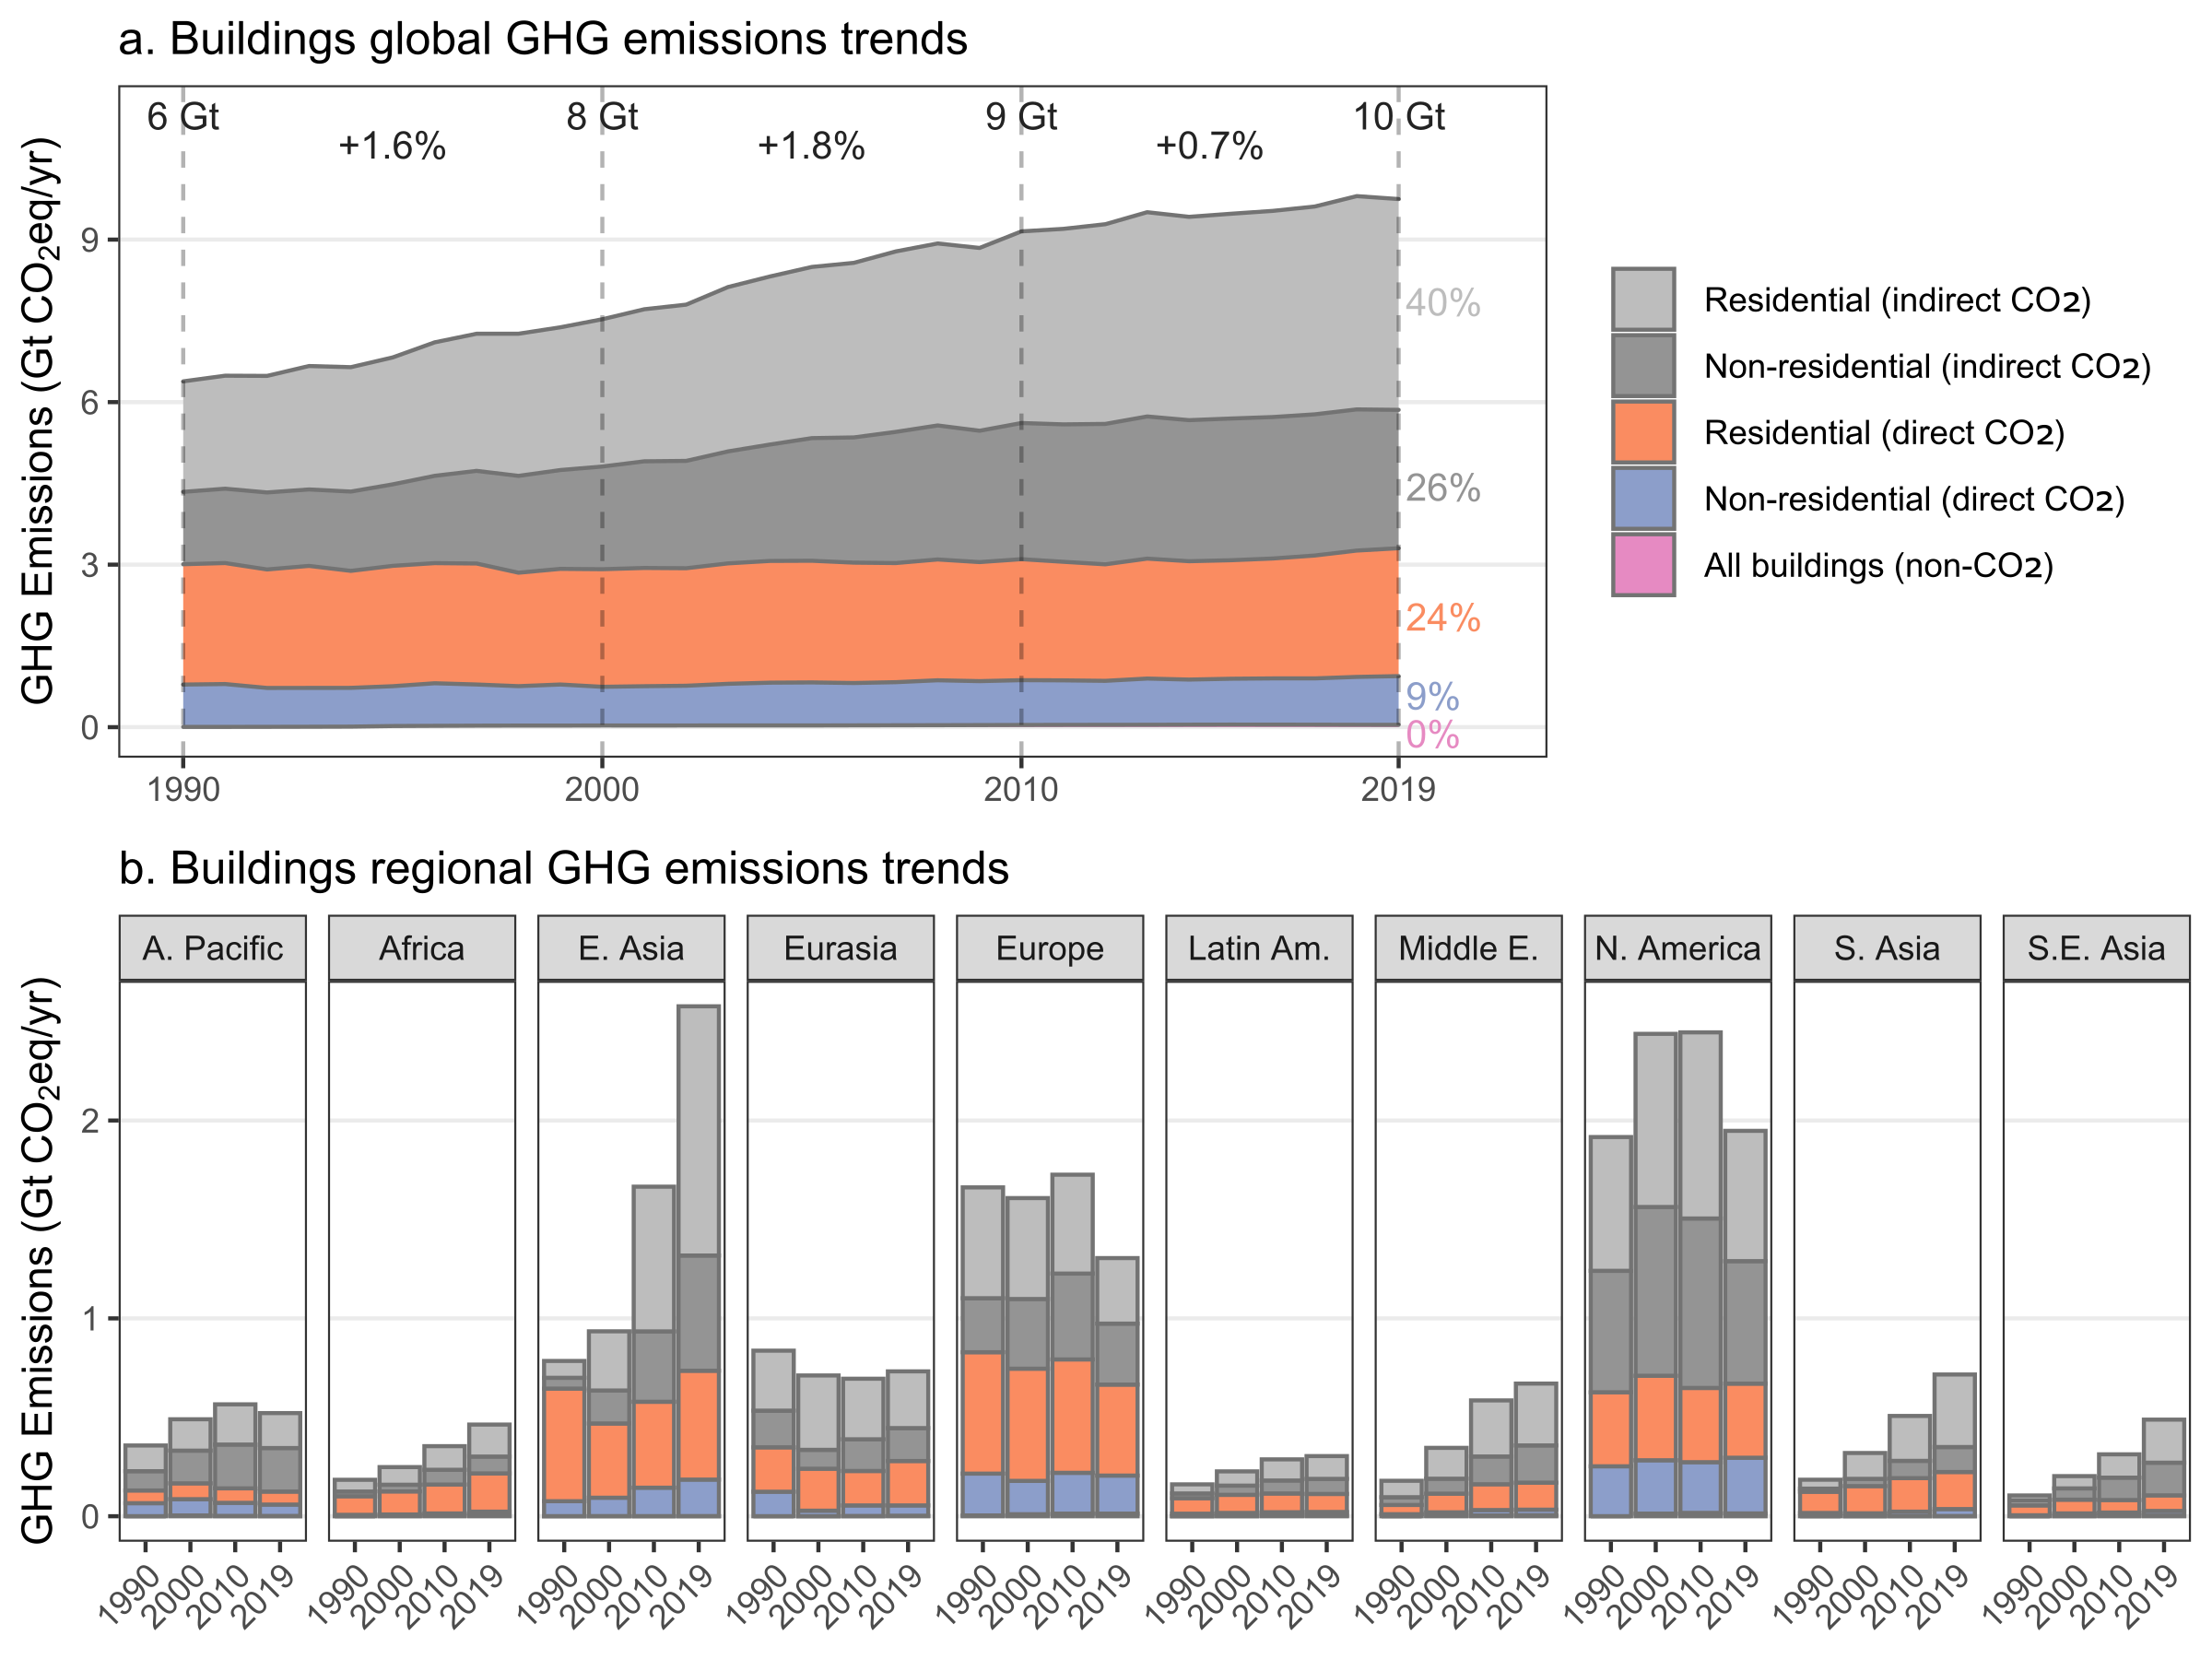 a. Buildings global GHG emissions trends
6 Gt 8 Gt 9 Gt 10 Gt
+1.6% +1.8% +0.7%
GHG Emissions (Gt CO₂eq/yr)
9
6
3
0
40%
26%
24%
9%
0%
1990 2000 2010 2019
Residential (indirect CO2)
Non-residential (indirect CO2)
Residential (direct CO2)
Non-residential (direct CO2)
All buildings (non-CO2)
b. Buildings regional GHG emissions trends
A. Pacific Africa E. Asia Eurasia Europe Latin Am. Middle E. N. America S. Asia S.E. Asia
GHG Emissions (Gt CO₂eq/yr)
2
1
0
1990 2000 2010 2019 1990 2000 2010 2019 1990 2000 2010 2019 1990 2000 2010 2019 1990 2000 2010 2019 1990 2000 2010 2019 1990 2000 2010 2019 1990 2000 2010 2019 1990 2000 2010 2019 1990 2000 2010 2019